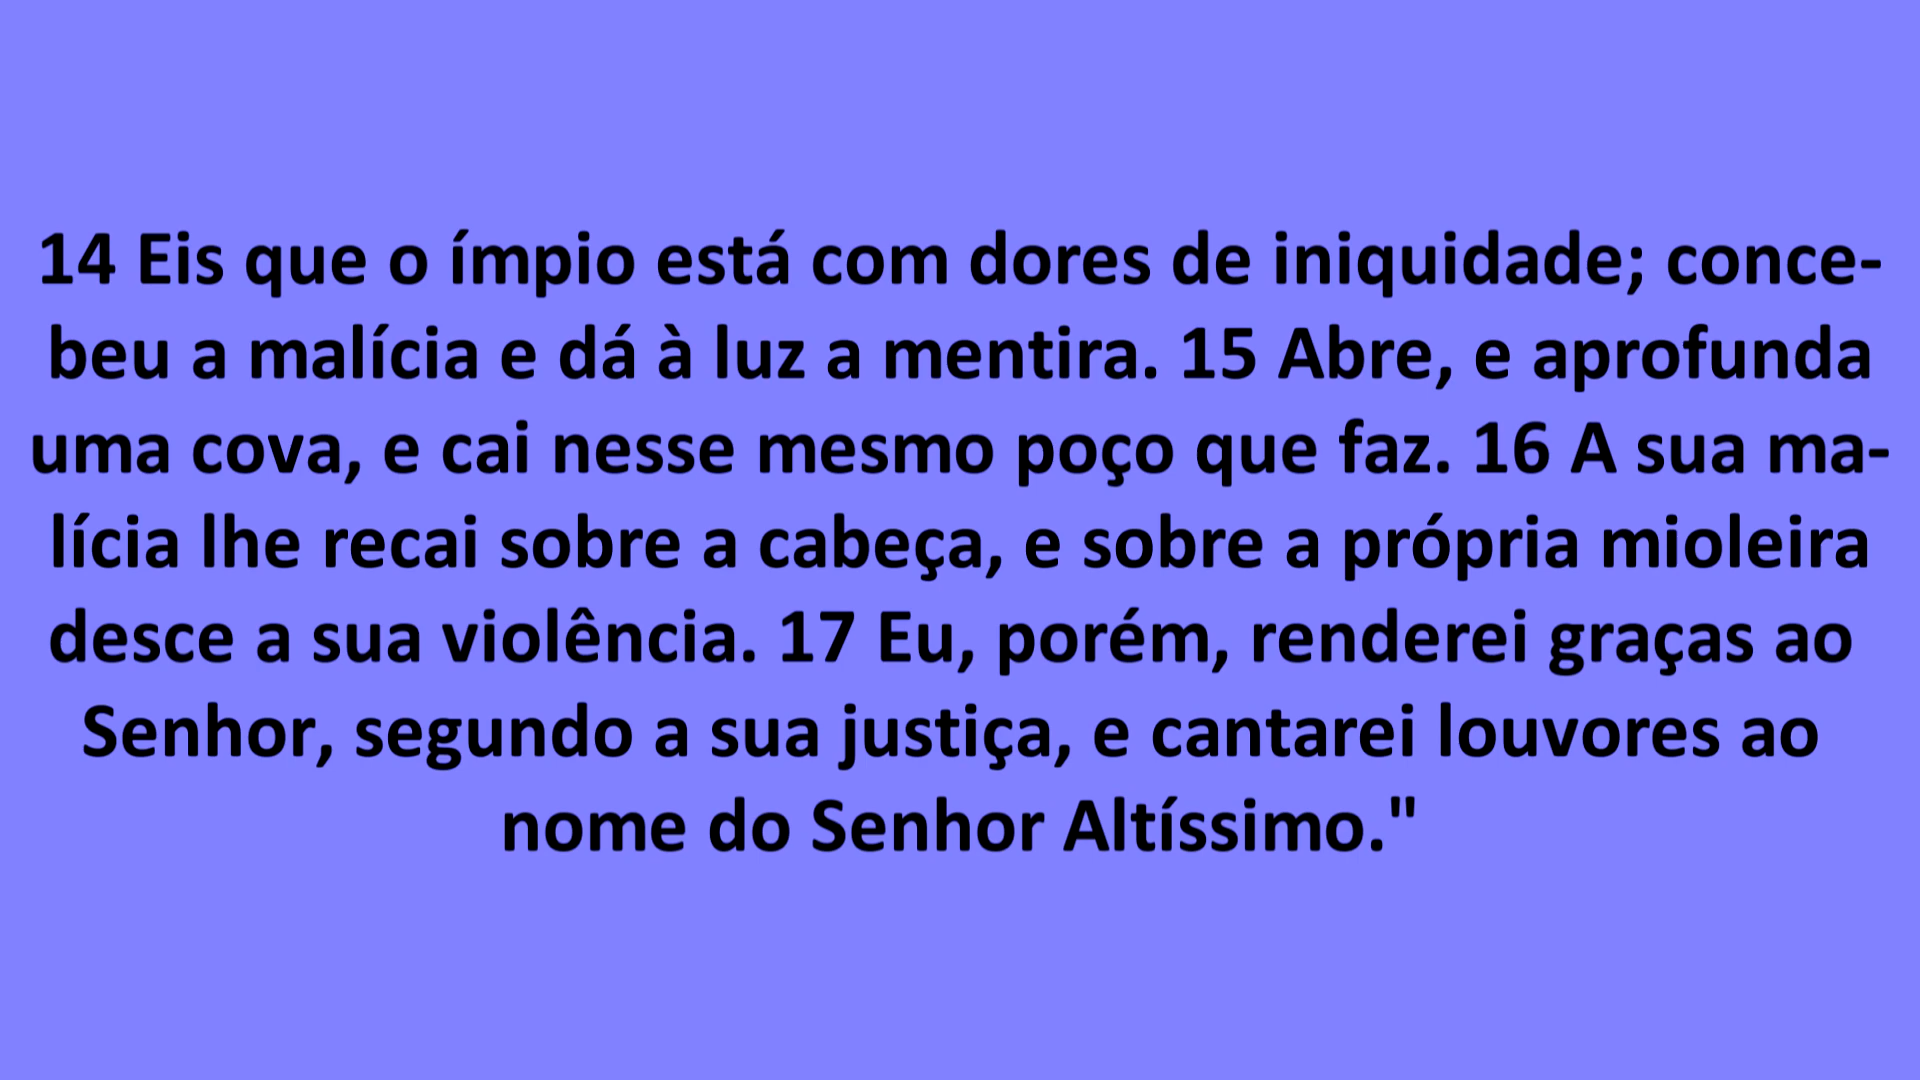 14 Eis que o ímpio está com dores de iniquidade; conce-
beu a malícia e dá à luz a mentira. 15 Abre, e aprofunda
uma cova, e cai nesse mesmo poço que faz. 16 A sua ma-
lícia lhe recai sobre a cabeça, e sobre a própria mioleira
desce a sua violência. 17 Eu, porém, renderei graças ao
Senhor, segundo a sua justiça, e cantarei louvores ao
nome do Senhor Altíssimo."